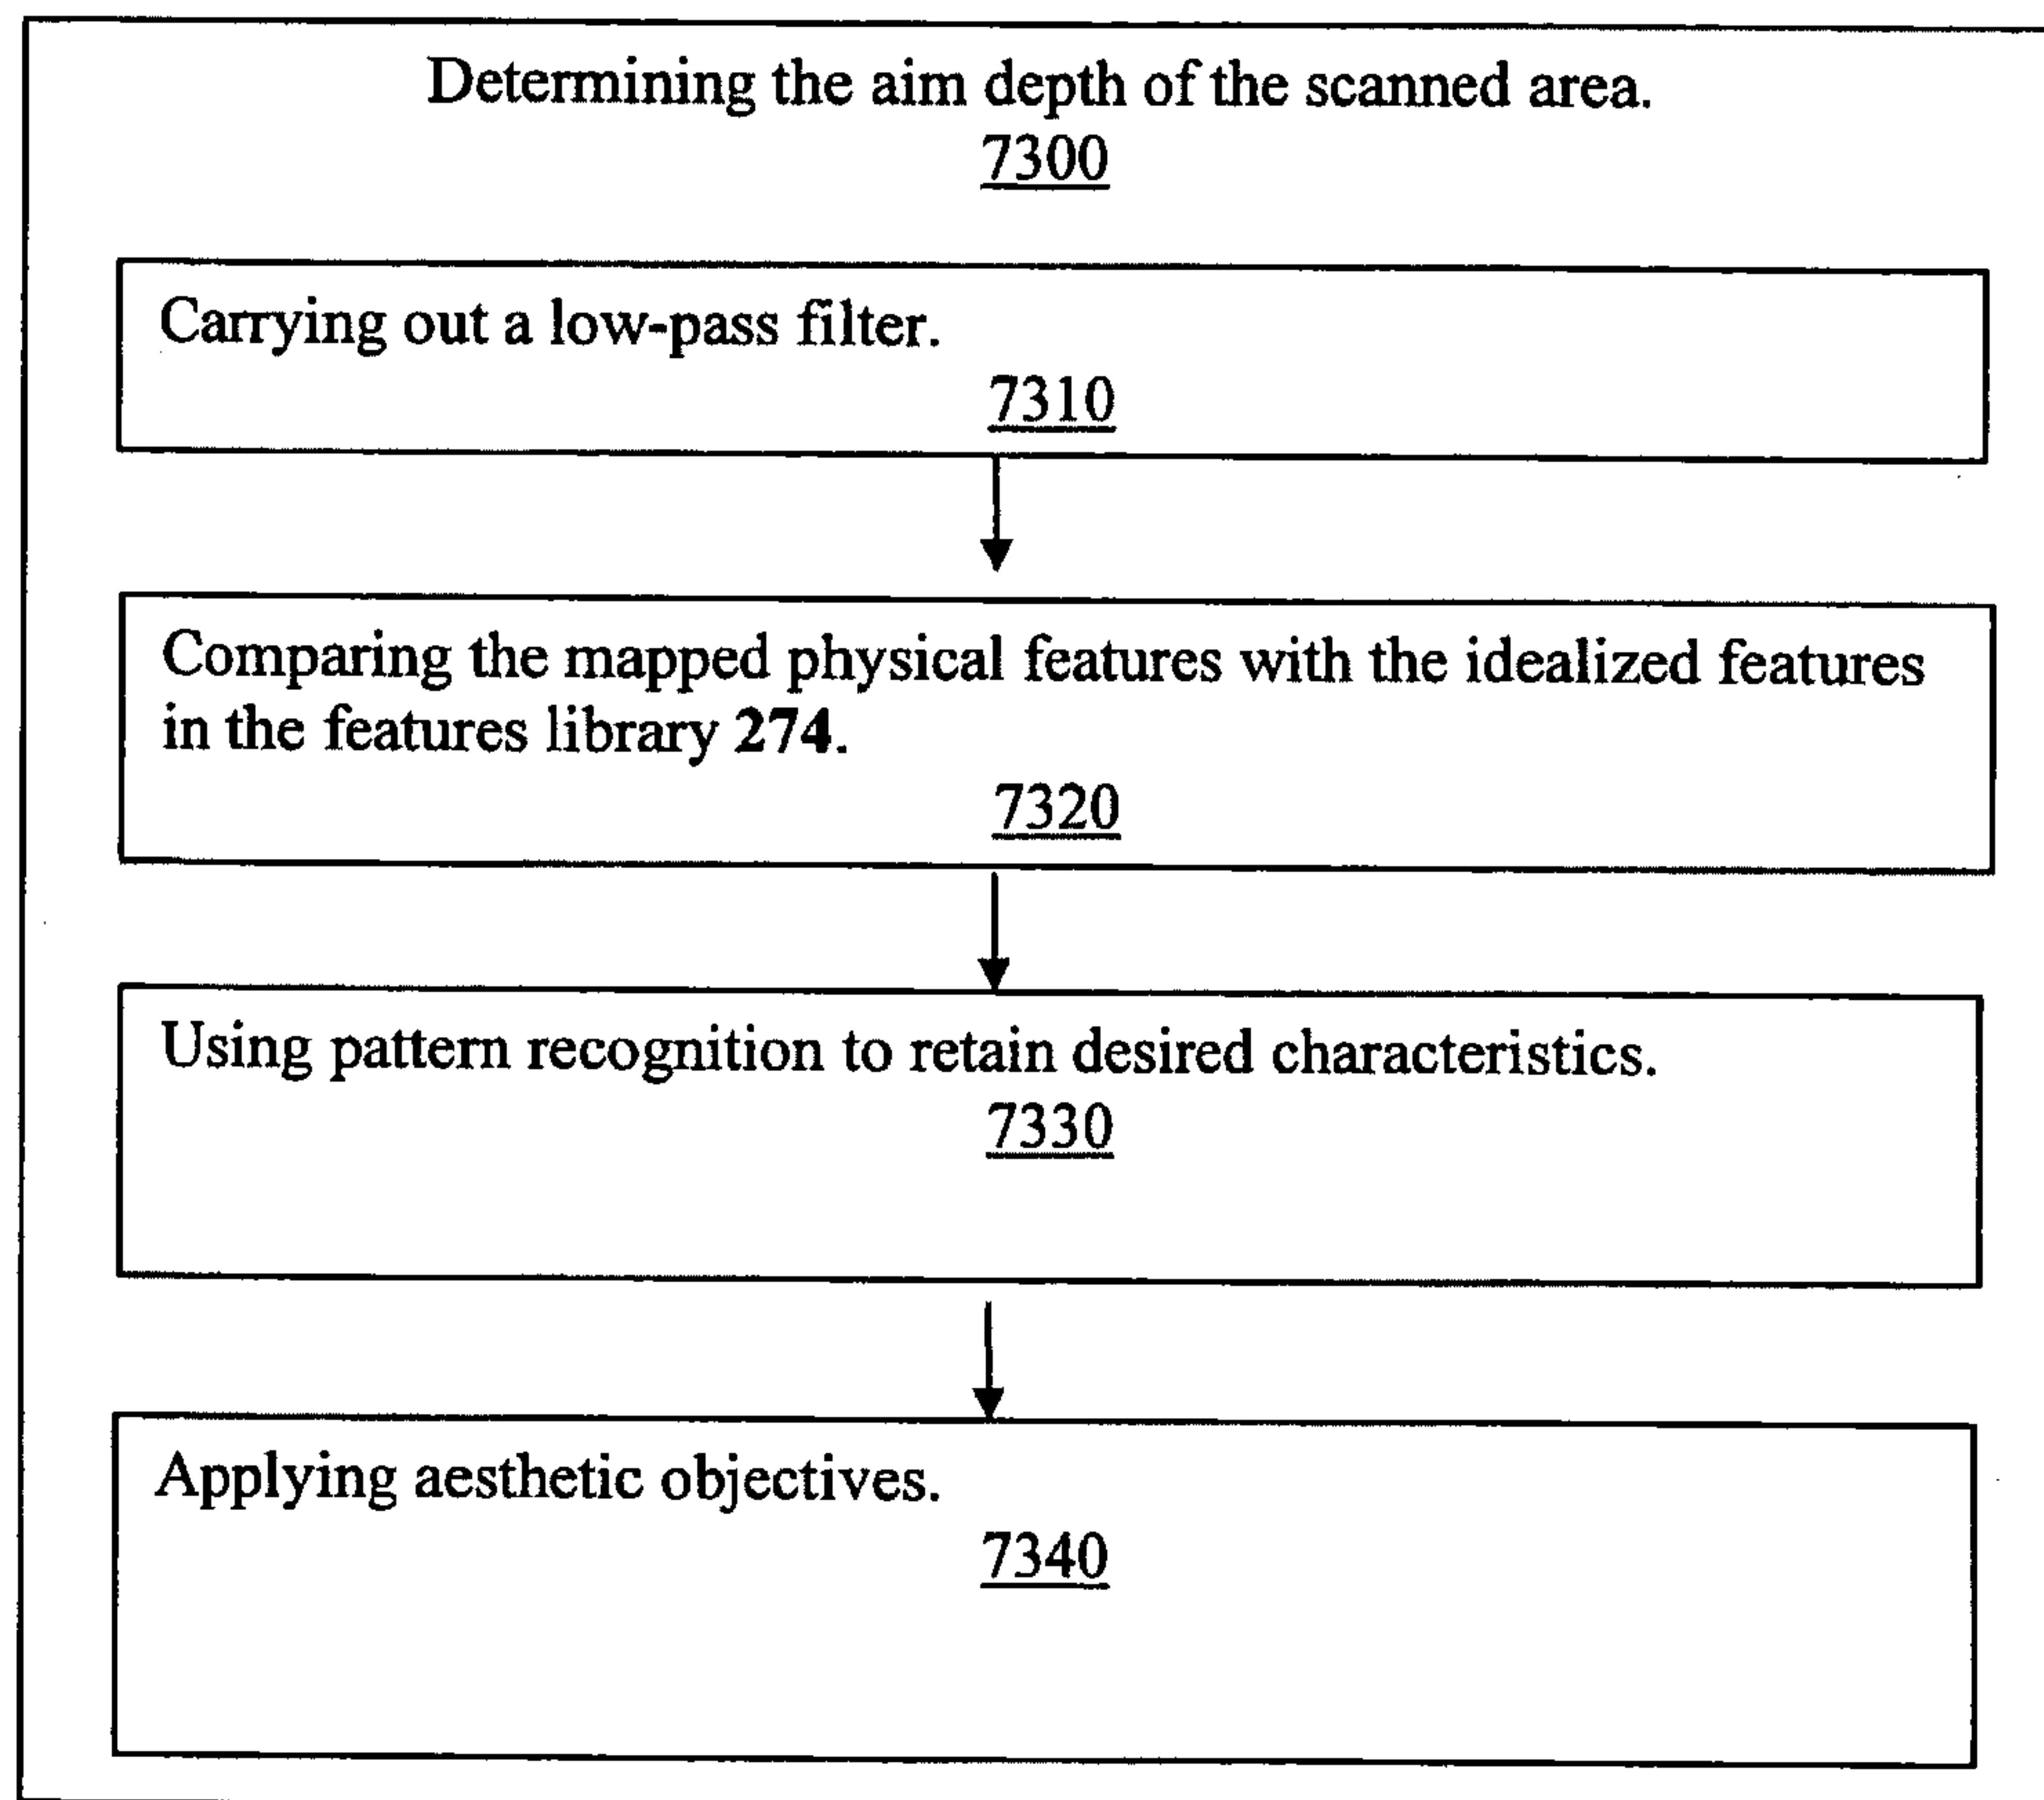 Determining the aim depth of the scanned area.
7300
Carrying out a low-pass filter.
7310
Comparing the mapped physical features with the idealized features
in the features library 274.
7320
Using pattern recognition to retain desired characteristics.
7330
Applying aesthetic objectives.
7340